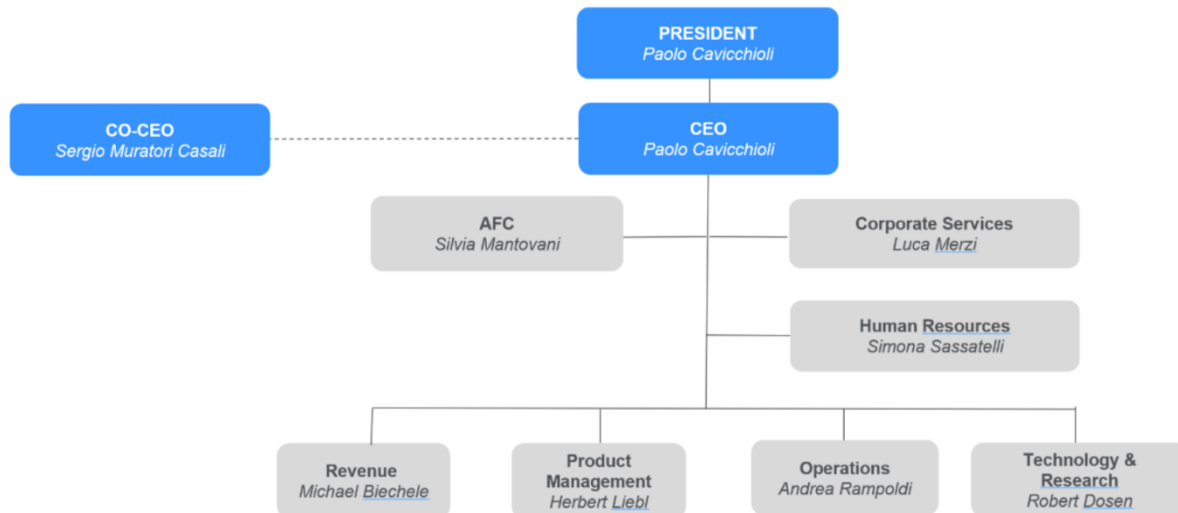 PRESIDENT
Paolo Cavicchioli
CO-CEO
Sergio Muratori Casali
CEO
Paolo Cavicchioli
AFC
Silvia Mantovani
Corporate Services
Luca Merzi
Human Resources
Simona Sassatelli
Revenue
Michael Biechele
Product
Management
Herbert Liebl
Operations
Andrea Rampoldi
Technology &
Research
Robert Dosen